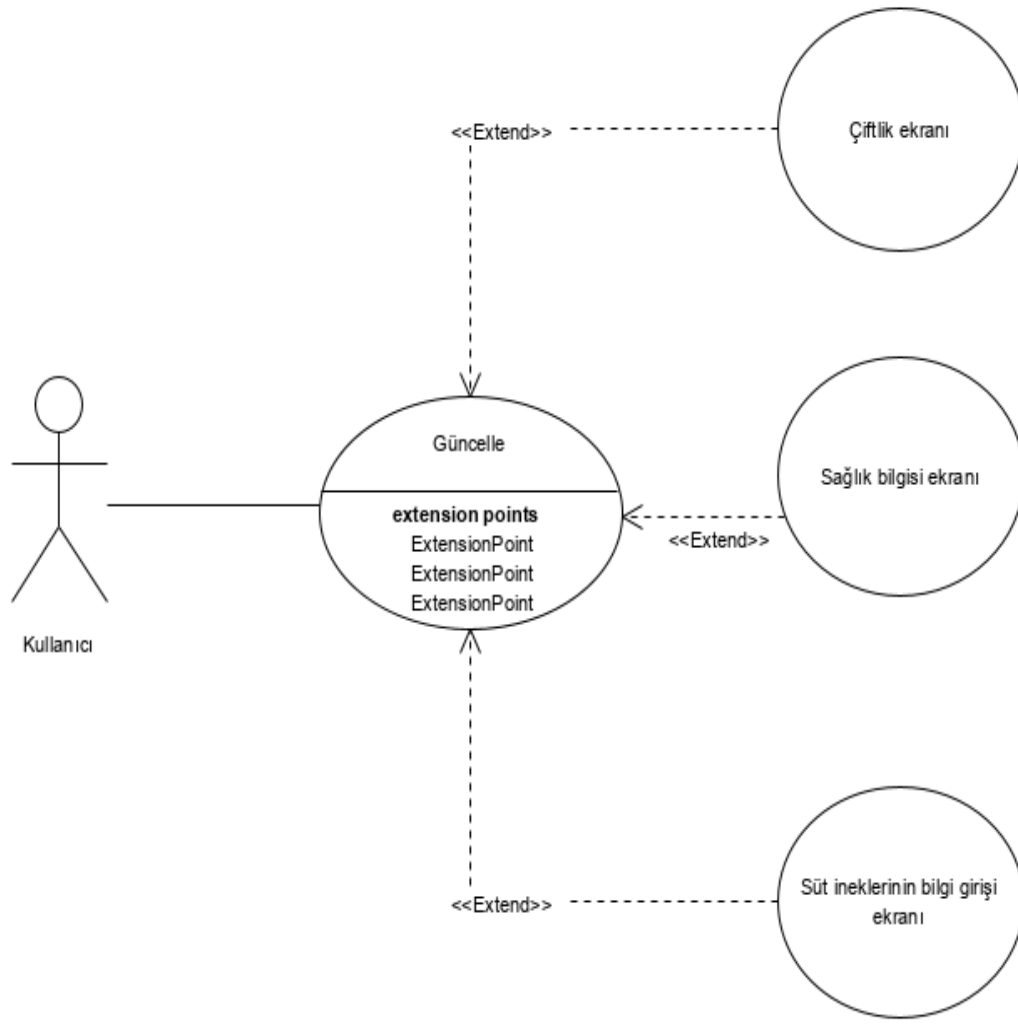 <<Extend>>
Çiftlik ekranı
Güncelle
extension points
ExtensionPoint
ExtensionPoint
ExtensionPoint
Sağlık bilgisi ekranı
<<Extend>>
Kullanıcı
<<Extend>>
Süt ineklerinin bilgi girişi
ekranı